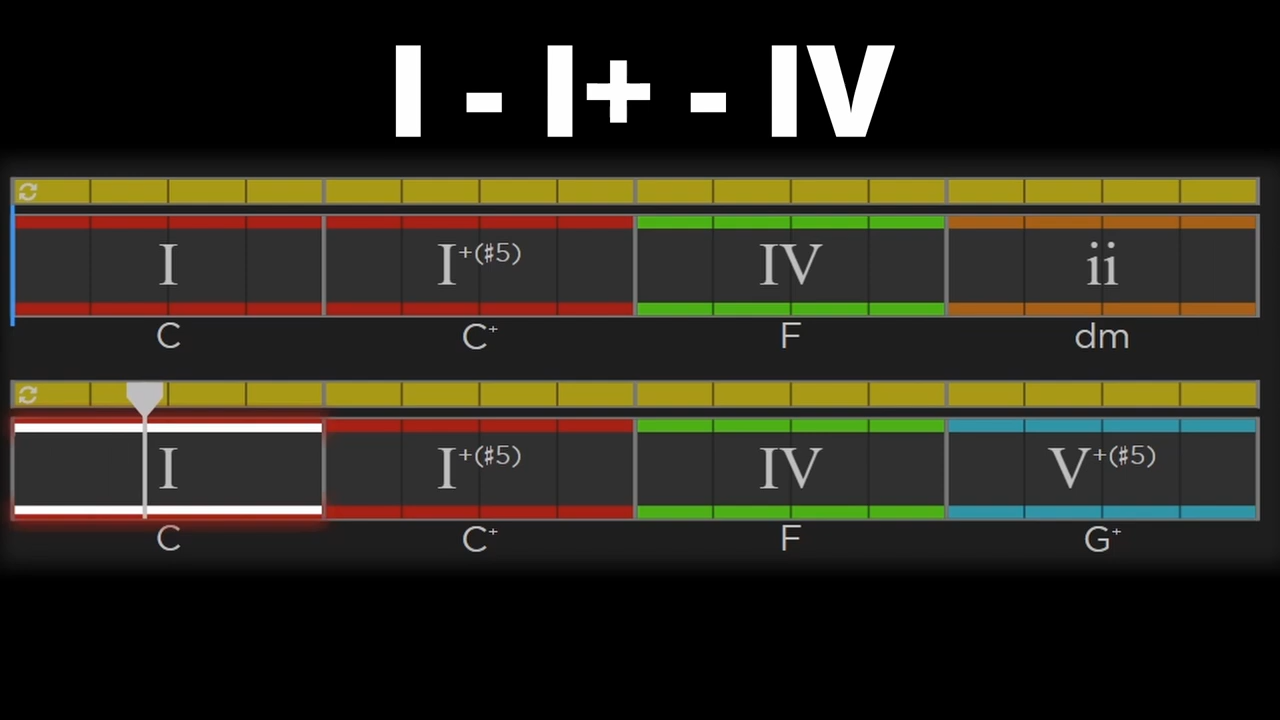 I - I+ - IV
I+(♯5) IV ii
C C+ F dm
I I+(♯5) IV V+(♯5)
C C+ F G+